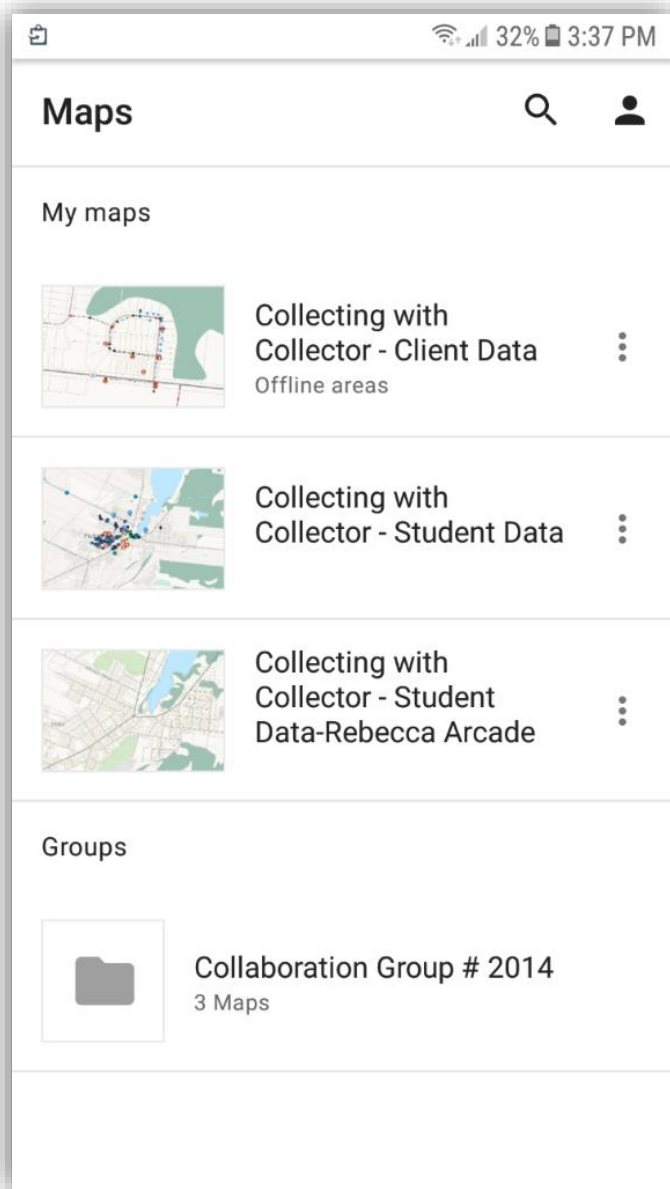 32% 3:37 PM
Maps
My maps
Collecting with
Collector - Client Data
Offline areas
Collecting with
Collector - Student Data
Collecting with
Collector - Student
Data-Rebecca Arcade
Groups
Collaboration Group # 2014
3 Maps